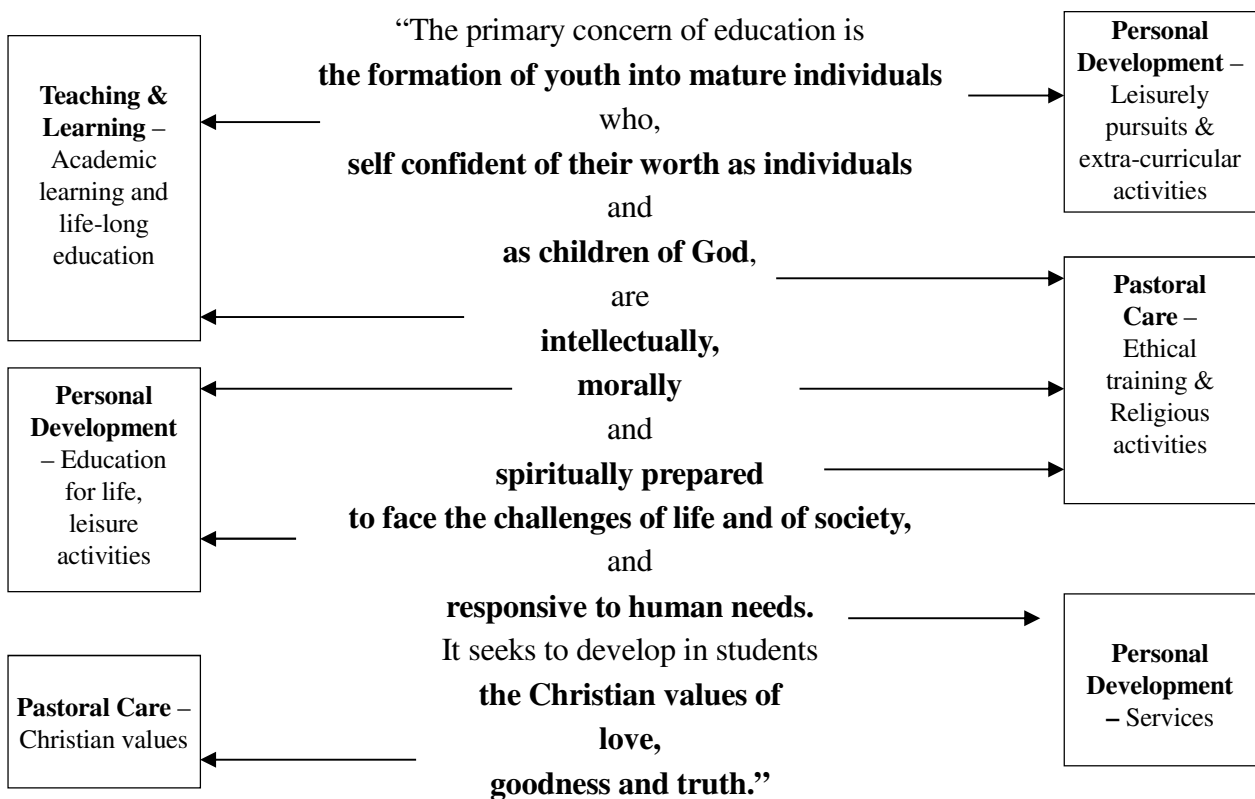 “The primary concern of education is
the formation of youth into mature individuals
who,
self confident of their worth as individuals
and
as children of God,
are
intellectually,
morally
and
spiritually prepared
to face the challenges of life and of society,
and
responsive to human needs.
It seeks to develop in students
the Christian values of
love,
goodness and truth.”
Teaching &
Learning –
Academic
learning and
life-long
education
Personal
Development
– Education
for life,
leisure
activities
Pastoral Care –
Christian values
Personal
Development –
Leisurely
pursuits &
extra-curricular
activities
Pastoral
Care –
Ethical
training &
Religious
activities
Personal
Development
– Services